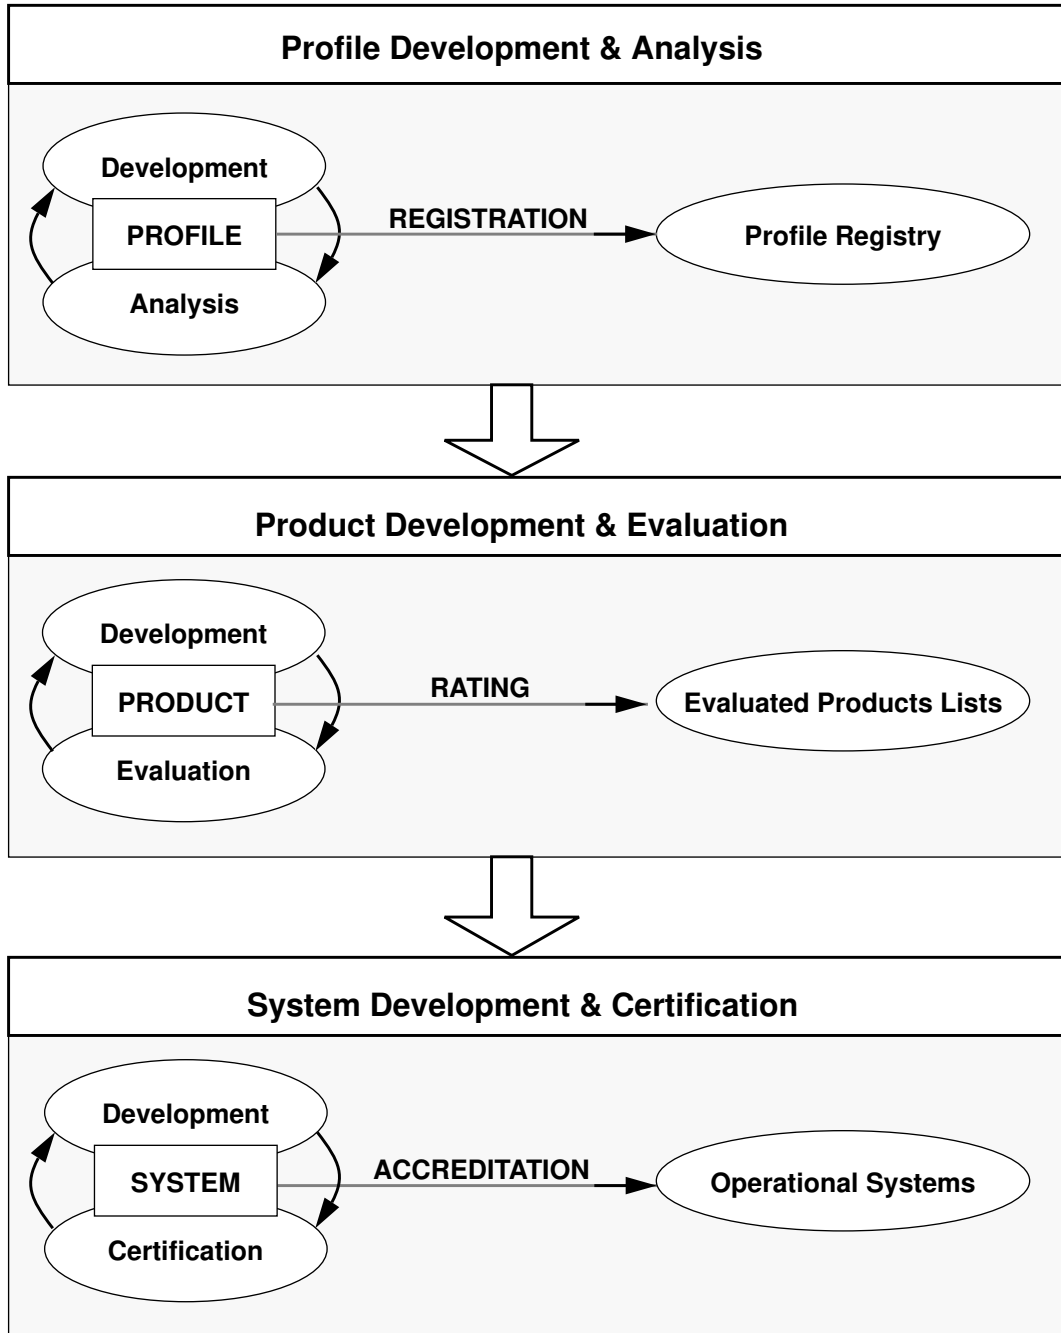 Profile Development & Analysis
Development
PROFILE
Analysis
REGISTRATION
Profile Registry
Product Development & Evaluation
Development
PRODUCT
Evaluation
RATING
Evaluated Products Lists
System Development & Certification
Development
SYSTEM
Certification
ACCREDITATION
Operational Systems